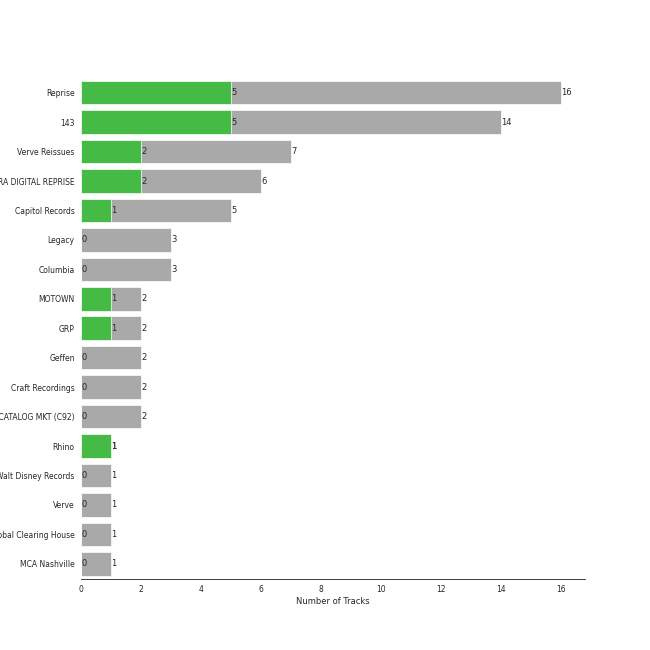 Reprise 5 16
143 5 14
Verve Reissues 2 7
RA DIGITAL REPRISE 2 6
Capitol Records 1 5
Legacy 0 3
Columbia 0 3
MOTOWN 1 2
GRP 1 2
Geffen 0 2
Craft Recordings 0 2
CATALOG MKT (C92) 0 2
Rhino 1 1
Walt Disney Records 0 1
Verve 0 1
obal Clearing House 0 1
MCA Nashville 0 1
0 2 4 6 8 10 12 14 16
Number of Tracks